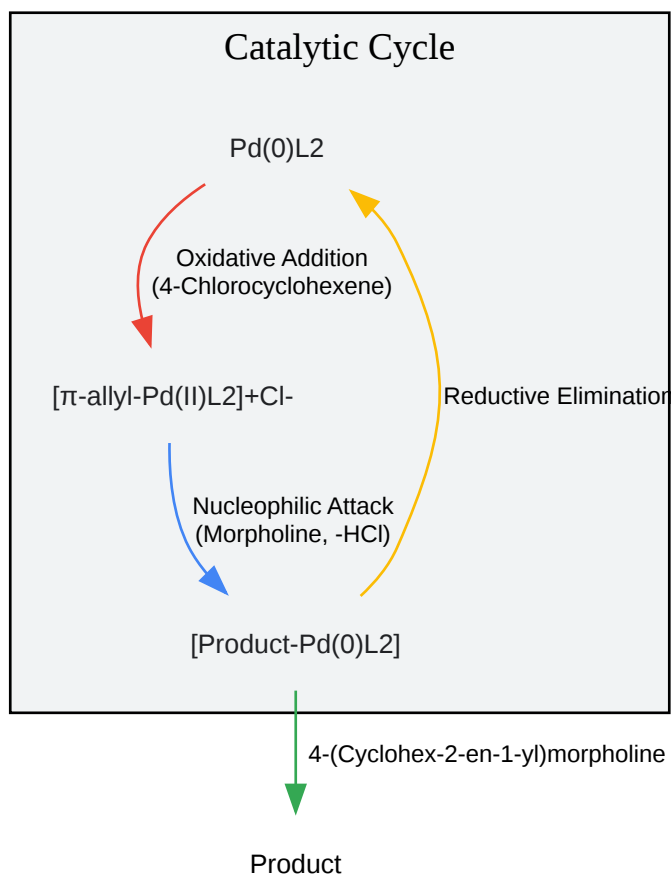 Catalytic Cycle
Pd(0)L2
Oxidative Addition
(4-Chlorocyclohexene)
[π-allyl-Pd(II)L2]+Cl-
Reductive Elimination
Nucleophilic Attack
(Morpholine, -HCl)
[Product-Pd(0)L2]
4-(Cyclohex-2-en-1-yl)morpholine
Product